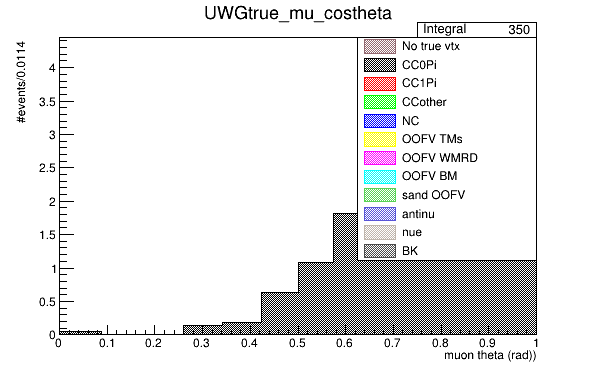 UWGtrue_mu_costheta
Integral 350
#events/0.0114
No true vtx
CC0Pi
CC1Pi
CCother
NC
OOFV TMs
OOFV WMRD
OOFV BM
sand OOFV
antinu
nue
BK
4
3.5
3
2.5
2
1.5
1
0.5
0
0 0.1 0.2 0.3 0.4 0.5 0.6 0.7 0.8 0.9 1
muon theta (rad))